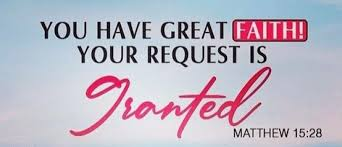 YOU HAVE GREAT FAITH!
YOUR REQUEST IS
Granted
MATTHEW 15:28